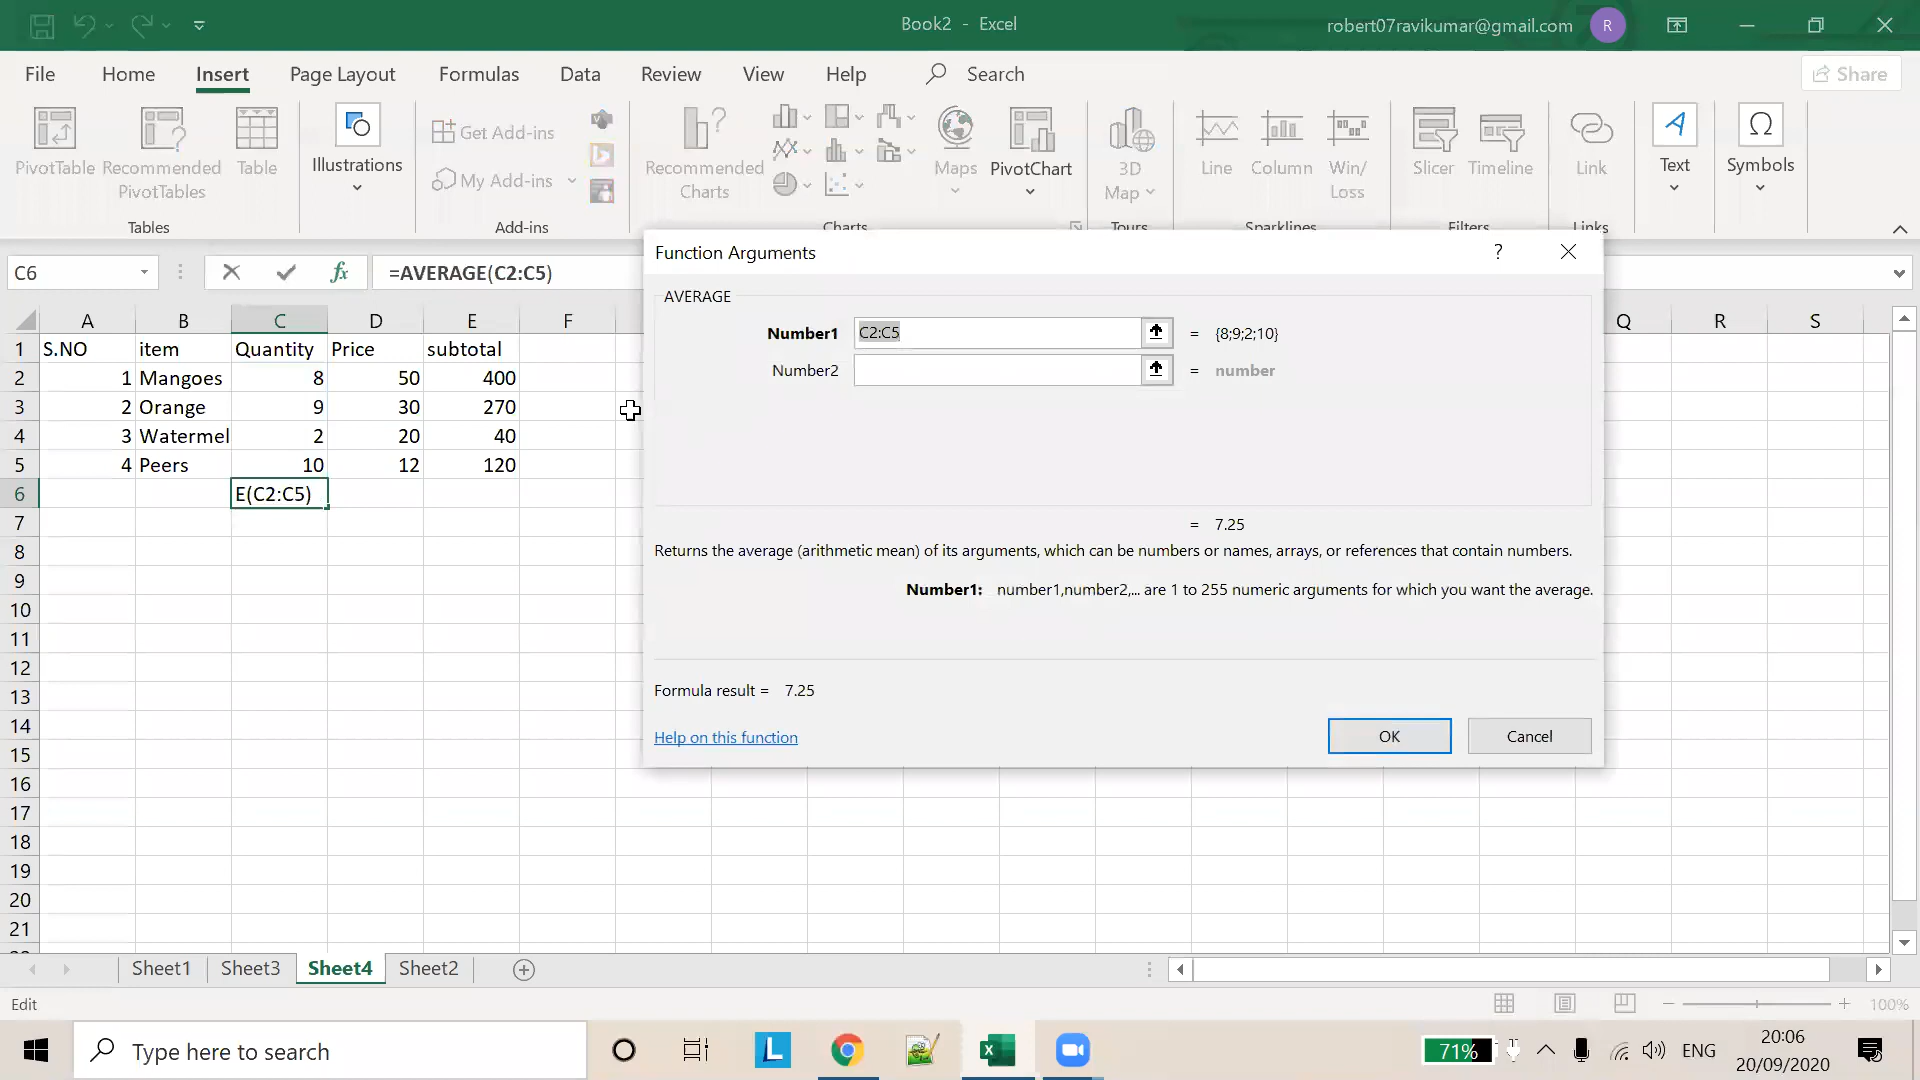 Book2 - Excel
robert07ravikumar@gmail.com
R
File Home Insert Page Layout Formulas Data Review View Help Search
Share
PivotTable
Recommended PivotTables
Table
Illustrations
Get Add-ins
My Add-ins
Recommended Charts
Maps
PivotChart
3D Map
Line
Column
Win/ Loss
Slicer
Timeline
Link
Text
Symbols
Tables
Add-ins
Charts
Tours
Sparklines
Filters
Links
C6
fx
=AVERAGE(C2:C5)
A B C D E F Q R S
1 S.NO item Quantity Price subtotal
2 1 Mangoes 8 50 400
3 2 Orange 9 30 270
4 3 Watermel 2 20 40
5 4 Peers 10 12 120
6 E(C2:C5)
7
8
9
10
11
12
13
14
15
16
17
18
19
20
21
Function Arguments
?
AVERAGE
Number1 C2:C5 = {8;9;2;10}
Number2 = number
= 7.25
Returns the average (arithmetic mean) of its arguments, which can be numbers or names, arrays, or references that contain numbers.
Number1: number1,number2,... are 1 to 255 numeric arguments for which you want the average.
Formula result = 7.25
Help on this function
OK
Cancel
Sheet1 Sheet3 Sheet4 Sheet2
Edit
100%
Type here to search
L
71%
ENG
20:06
20/09/2020